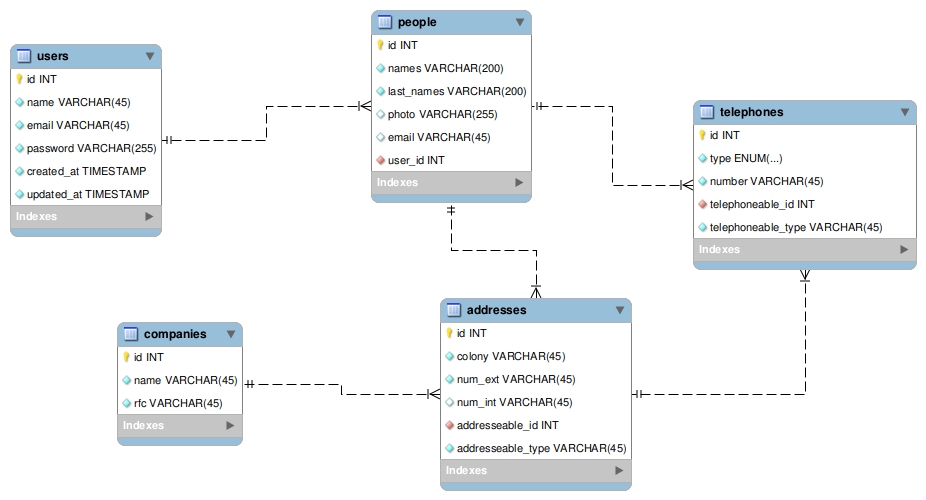 users
id INT
name VARCHAR(45)
email VARCHAR(45)
password VARCHAR(255)
created_at TIMESTAMP
updated_at TIMESTAMP
Indexes
people
id INT
names VARCHAR(200)
last_names VARCHAR(200)
photo VARCHAR(255)
email VARCHAR(45)
user_id INT
Indexes
telephones
id INT
type ENUM(...)
number VARCHAR(45)
telephoneable_id INT
telephoneable_type VARCHAR(45)
Indexes
companies
id INT
name VARCHAR(45)
rfc VARCHAR(45)
Indexes
addresses
id INT
colony VARCHAR(45)
num_ext VARCHAR(45)
num_int VARCHAR(45)
addresseable_id INT
addresseable_type VARCHAR(45)
Indexes